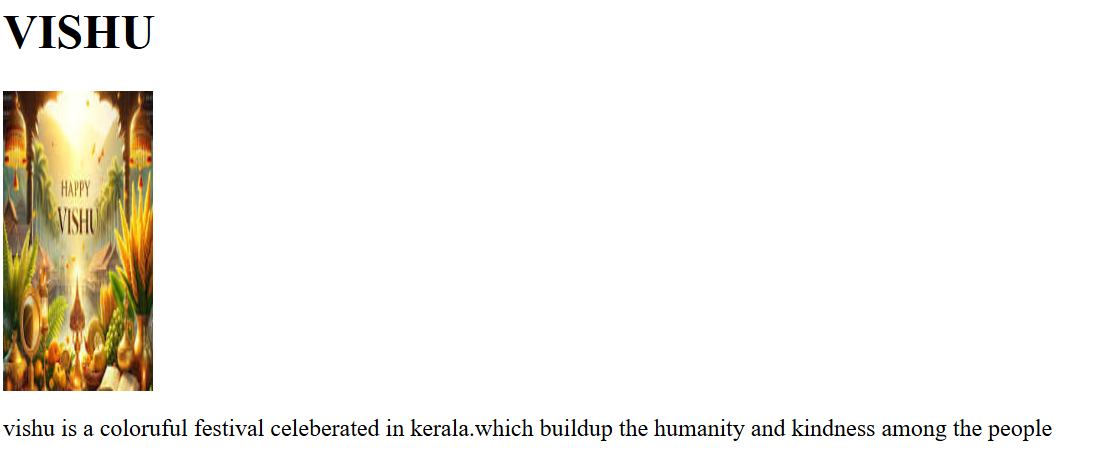 VISHU
HAPPY
VISHU
vishu is a coloruful festival celeberated in kerala.which buildup the humanity and kindness among the people